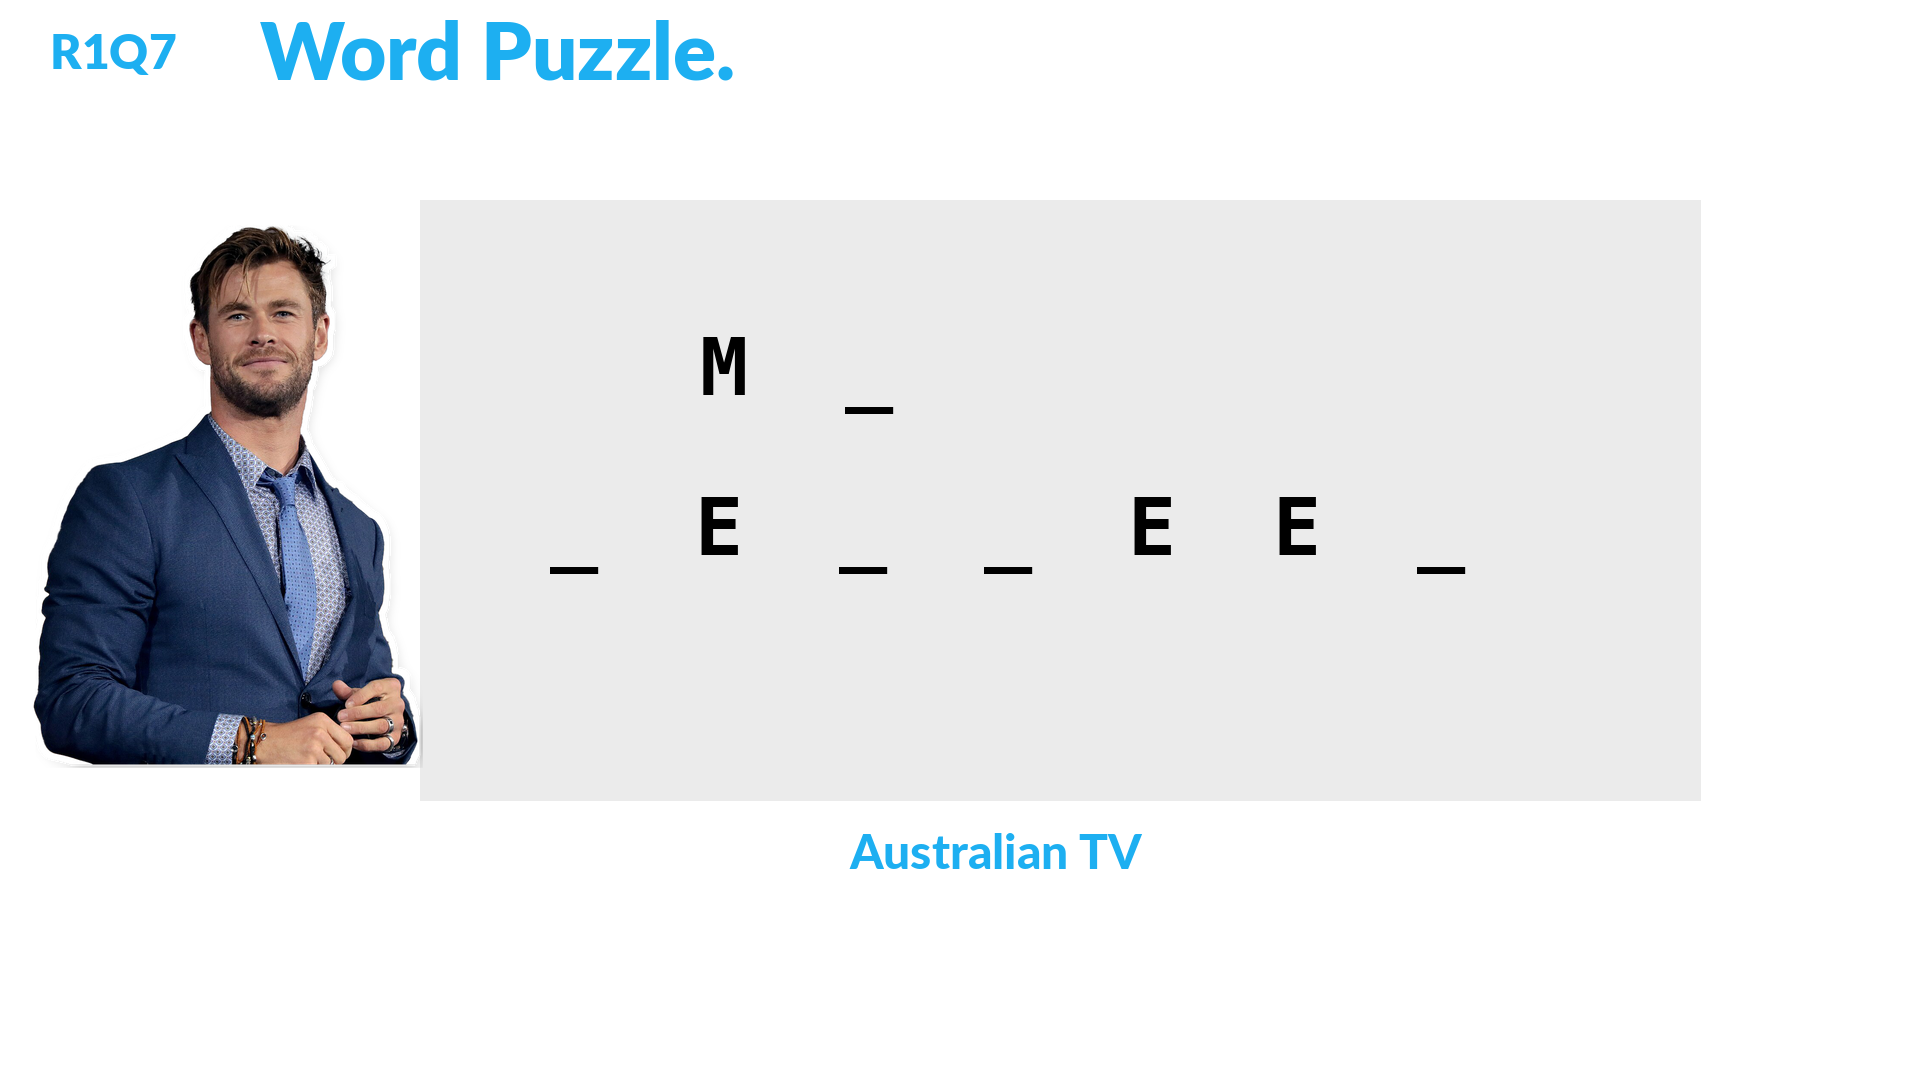 R1Q7 Word Puzzle.
M _
_ E _ _ E E _
Australian TV